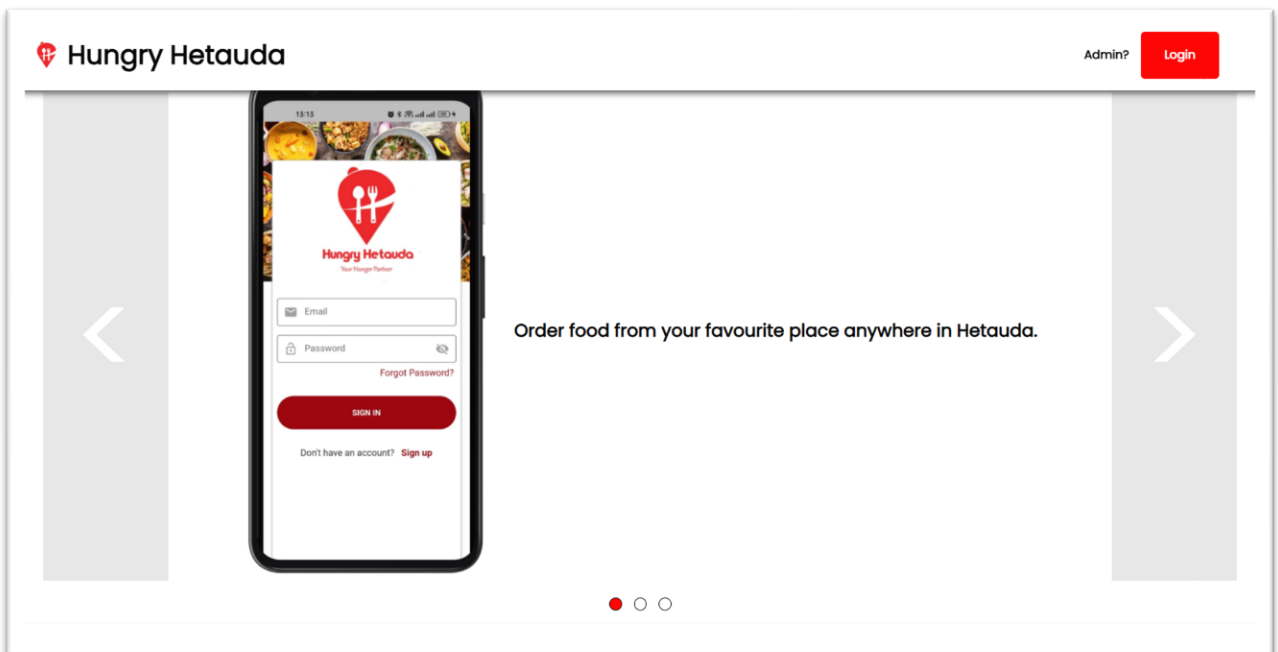 Hungry Hetauda
Admin?
Login
13:15
Hungry Hetauda
Your Hunger Partner
Email
Password
Forgot Password?
SIGN IN
Don't have an account? Sign up
Order food from your favourite place anywhere in Hetauda.